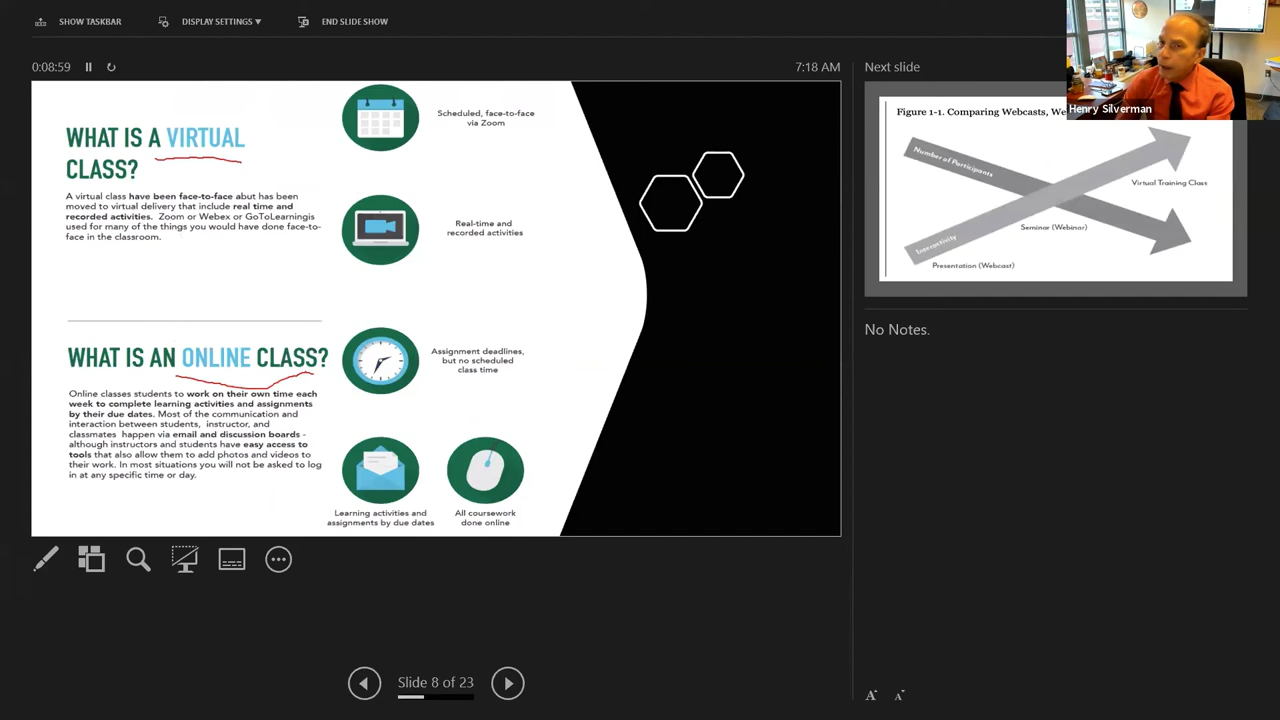 SHOW TASKBAR
DISPLAY SETTINGS ▼
END SLIDE SHOW
0:08:59
7:18 AM
WHAT IS A VIRTUAL
CLASS?
A virtual class have been face-to-face abut has been
moved to virtual delivery that include real time and
recorded activities. Zoom or Webex or GoToLearningis
used for many of the things you would have done face-to-
face in the classroom.
Scheduled, face-to-face
via Zoom
Real-time and
recorded activities
WHAT IS AN ONLINE CLASS?
Online classes students to work on their own time each
week to complete learning activities and assignments
by their due dates. Most of the communication and
interaction between students, instructor, and
classmates happen via email and discussion boards -
although instructors and students have easy access to
tools that also allow them to add photos and videos to
their work. In most situations you will not be asked to log
in at any specific time or day.
Assignment deadlines,
but no scheduled
class time
Learning activities and
assignments by due dates
All coursework
done online
Slide 8 of 23
Next slide
Henry Silverman
Figure 1-1. Comparing Webcasts,
Number of Participants
Virtual Training Class
Seminar (Webinar)
Interactivity
Presentation (Webcast)
No Notes.
A A